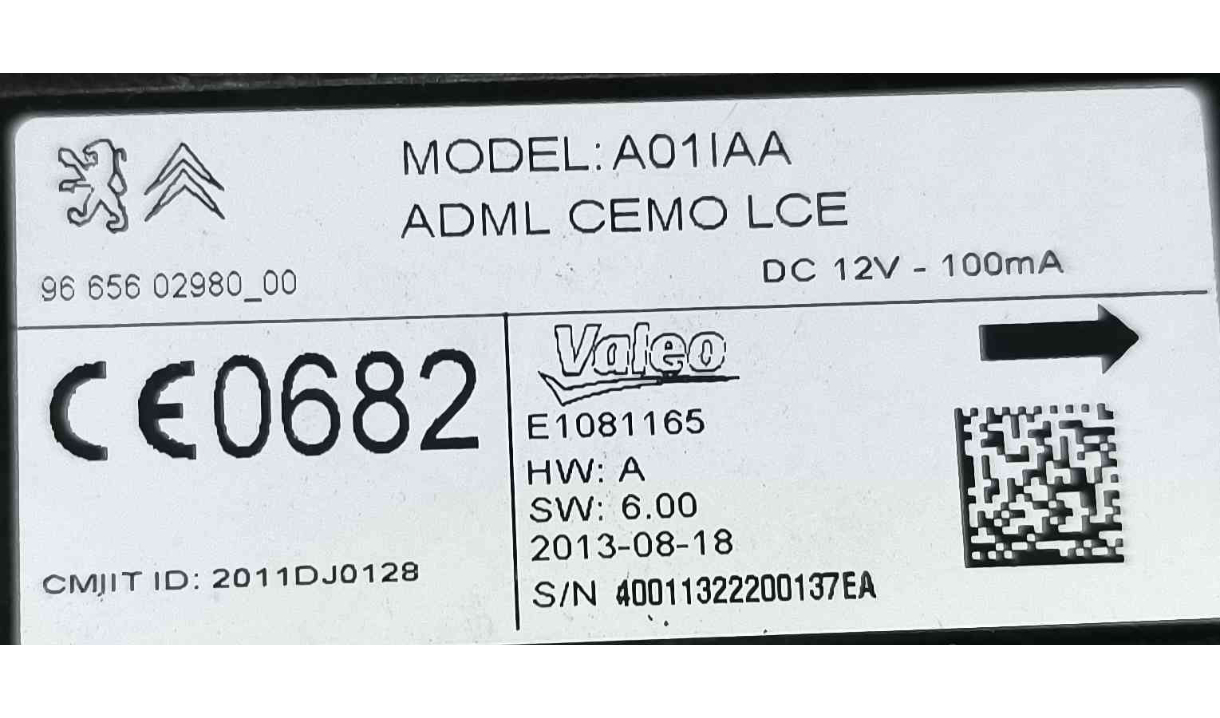 MODEL: A01IAA
ADML CEMO LCE
96 656 02980_00
DC 12V - 100mA
CE0682
CMJIT ID: 2011DJ0128
Valeo
E1081165
HW: A
SW: 6.00
2013-08-18
S/N 40011322200137EA